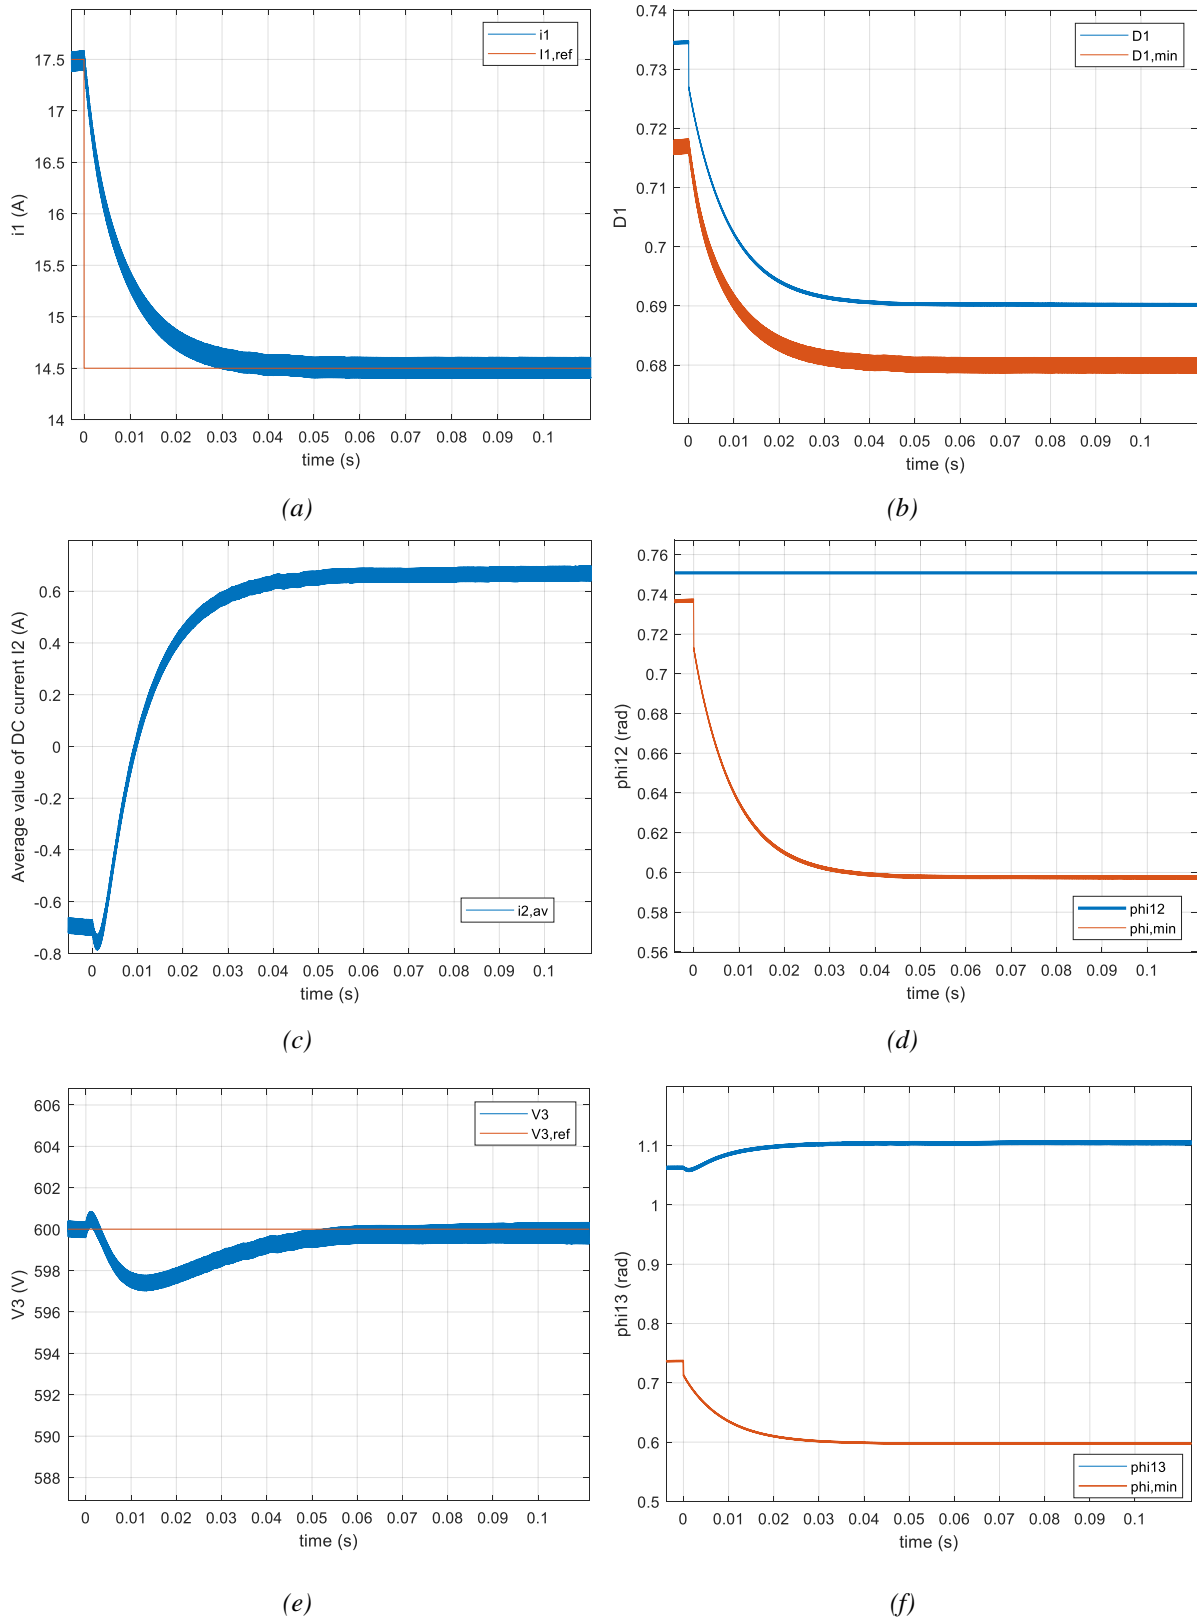 i1
I1,ref
17.5
17
16.5
16
15.5
15
14.5
14
i1 (A)
0 0.01 0.02 0.03 0.04 0.05 0.06 0.07 0.08 0.09 0.1
time (s)
(a)
D1
D1,min
0.74
0.73
0.72
0.71
0.7
0.69
0.68
D1
0 0.01 0.02 0.03 0.04 0.05 0.06 0.07 0.08 0.09 0.1
time (s)
(b)
0.6
0.4
0.2
0
-0.2
-0.4
-0.6
-0.8
Average value of DC current I2 (A)
i2,av
0 0.01 0.02 0.03 0.04 0.05 0.06 0.07 0.08 0.09 0.1
time (s)
(c)
0.76
0.74
0.72
0.7
0.68
0.66
0.64
0.62
0.6
0.58
0.56
phi12 (rad)
phi12
phi,min
0 0.01 0.02 0.03 0.04 0.05 0.06 0.07 0.08 0.09 0.1
time (s)
(d)
V3
V3,ref
606
604
602
600
598
596
594
592
590
588
V3 (V)
0 0.01 0.02 0.03 0.04 0.05 0.06 0.07 0.08 0.09 0.1
time (s)
(e)
1.1
1
0.9
0.8
0.7
0.6
0.5
phi13 (rad)
phi13
phi,min
0 0.01 0.02 0.03 0.04 0.05 0.06 0.07 0.08 0.09 0.1
time (s)
(f)